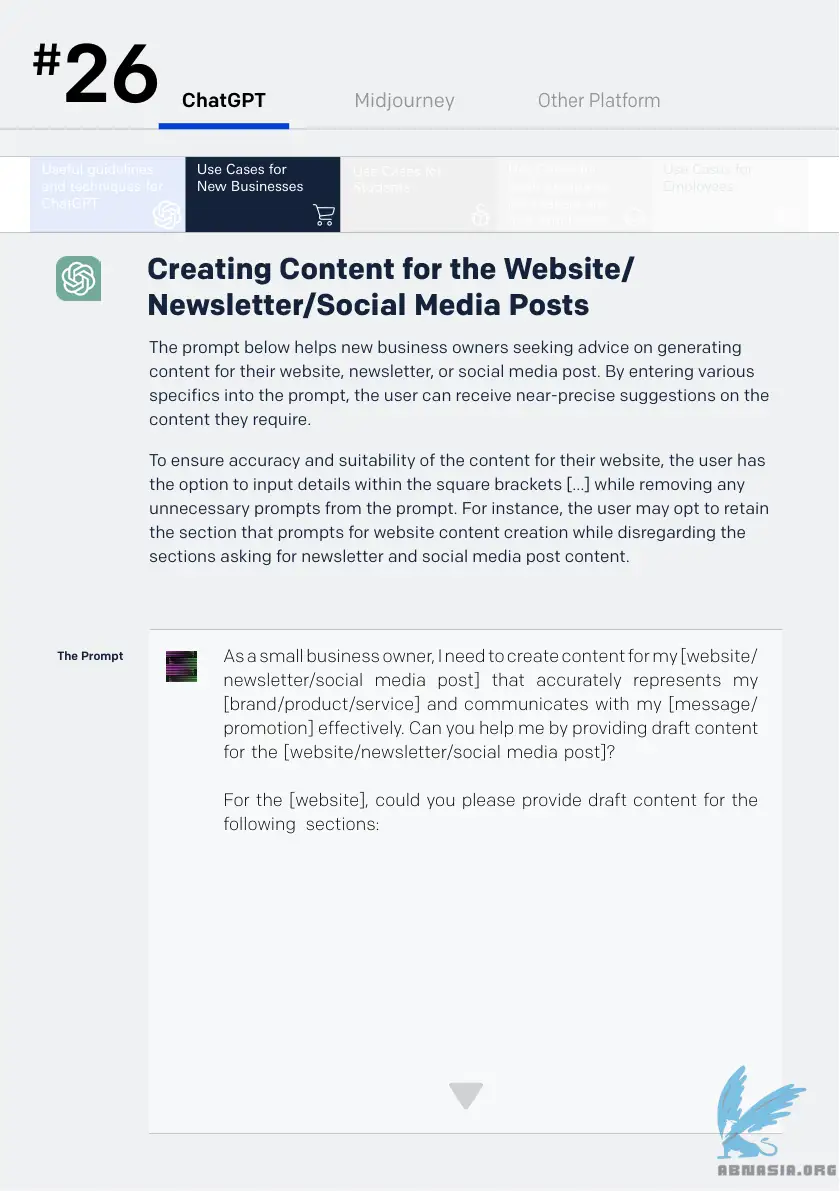 #26
ChatGPT
Midjourney
Other Platform
Useful guidelines
and techniques for
ChatGPT
Use Cases for
New Businesses
Use Cases for
Students
Use Cases for
Employees
Creating Content for the Website/
Newsletter/Social Media Posts
The prompt below helps new business owners seeking advice on generating
content for their website, newsletter, or social media post. By entering various
specifics into the prompt, the user can receive near-precise suggestions on the
content they require.
To ensure accuracy and suitability of the content for their website, the user has
the option to input details within the square brackets [...] while removing any
unnecessary prompts from the prompt. For instance, the user may opt to retain
the section that prompts for website content creation while disregarding the
sections asking for newsletter and social media post content.
The Prompt
As a small business owner, I need to create content for my [website/
newsletter/social media post] that accurately represents my
[brand/product/service] and communicates with my [message/
promotion] effectively. Can you help me by providing draft content
for the [website/newsletter/social media post]?
For the [website], could you please provide draft content for the
following sections:
ABNASIA.ORG